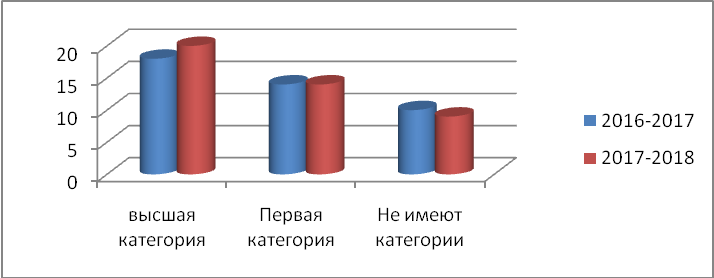 20
15
10
5
0
высшая
категория
Первая
категория
Не имеют
категории
2016-2017
2017-2018